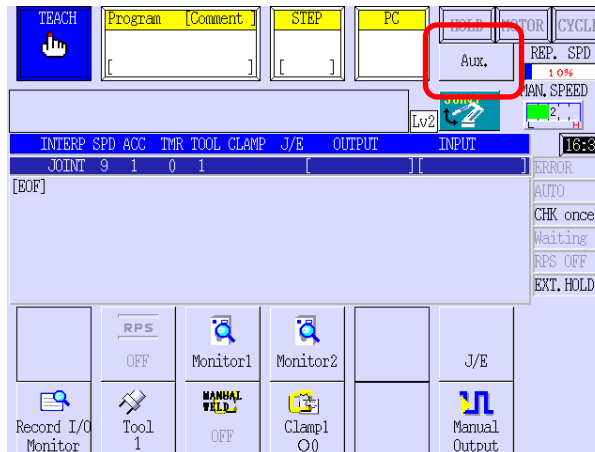 TEACH
Program [Comment ]
STEP
PC
HOLD MOTOR CYCL
[ ]
[ ]
Aux.
REP. SPD
10%
MAN. SPEED
2
L H
Lv2
INTERP SPD ACC TMR TOOL CLAMP J/E OUTPUT INPUT
16:3
JOINT 9 1 0 1 [ ][ ]
[EOF]
ERROR
AUTO
CHK once
Waiting
RPS OFF
EXT. HOLD
RPS
OFF
Monitor1
Monitor2
J/E
Record I/O
Monitor
Tool
1
MANUAL
WELD
OFF
Clamp1
O0
Manual
Output